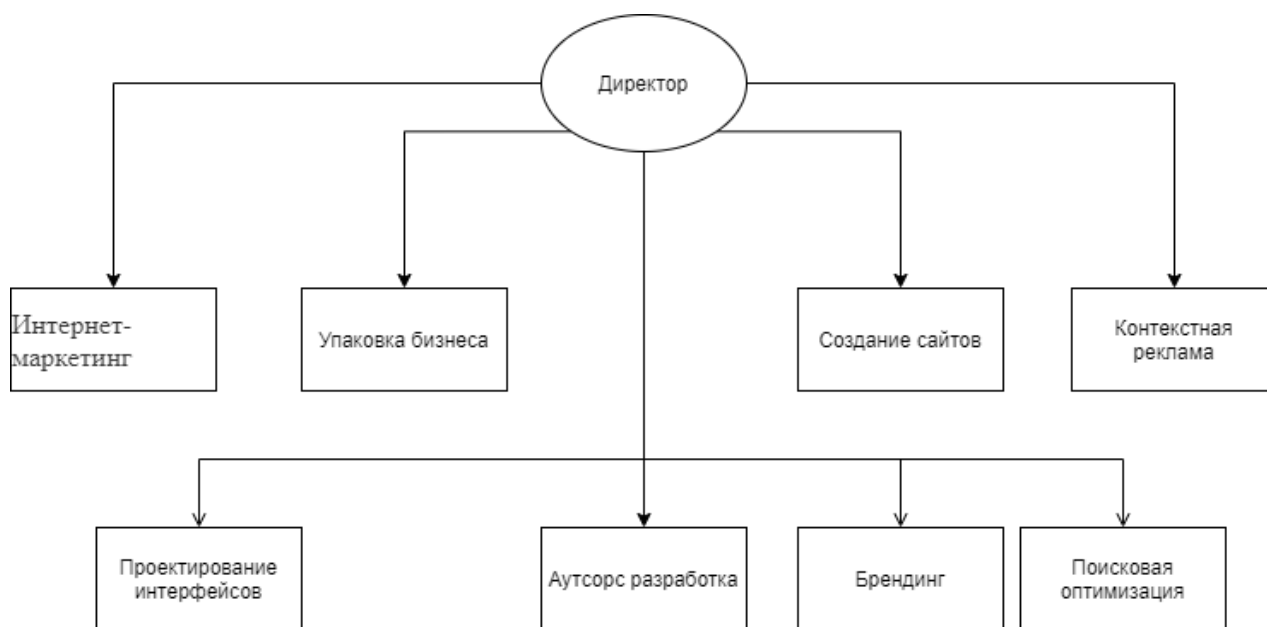 Директор
Интернет-
маркетинг
Упаковка бизнеса
Создание сайтов
Контекстная
реклама
Проектирование
интерфейсов
Аутсорс разработка
Брендинг
Поисковая
оптимизация